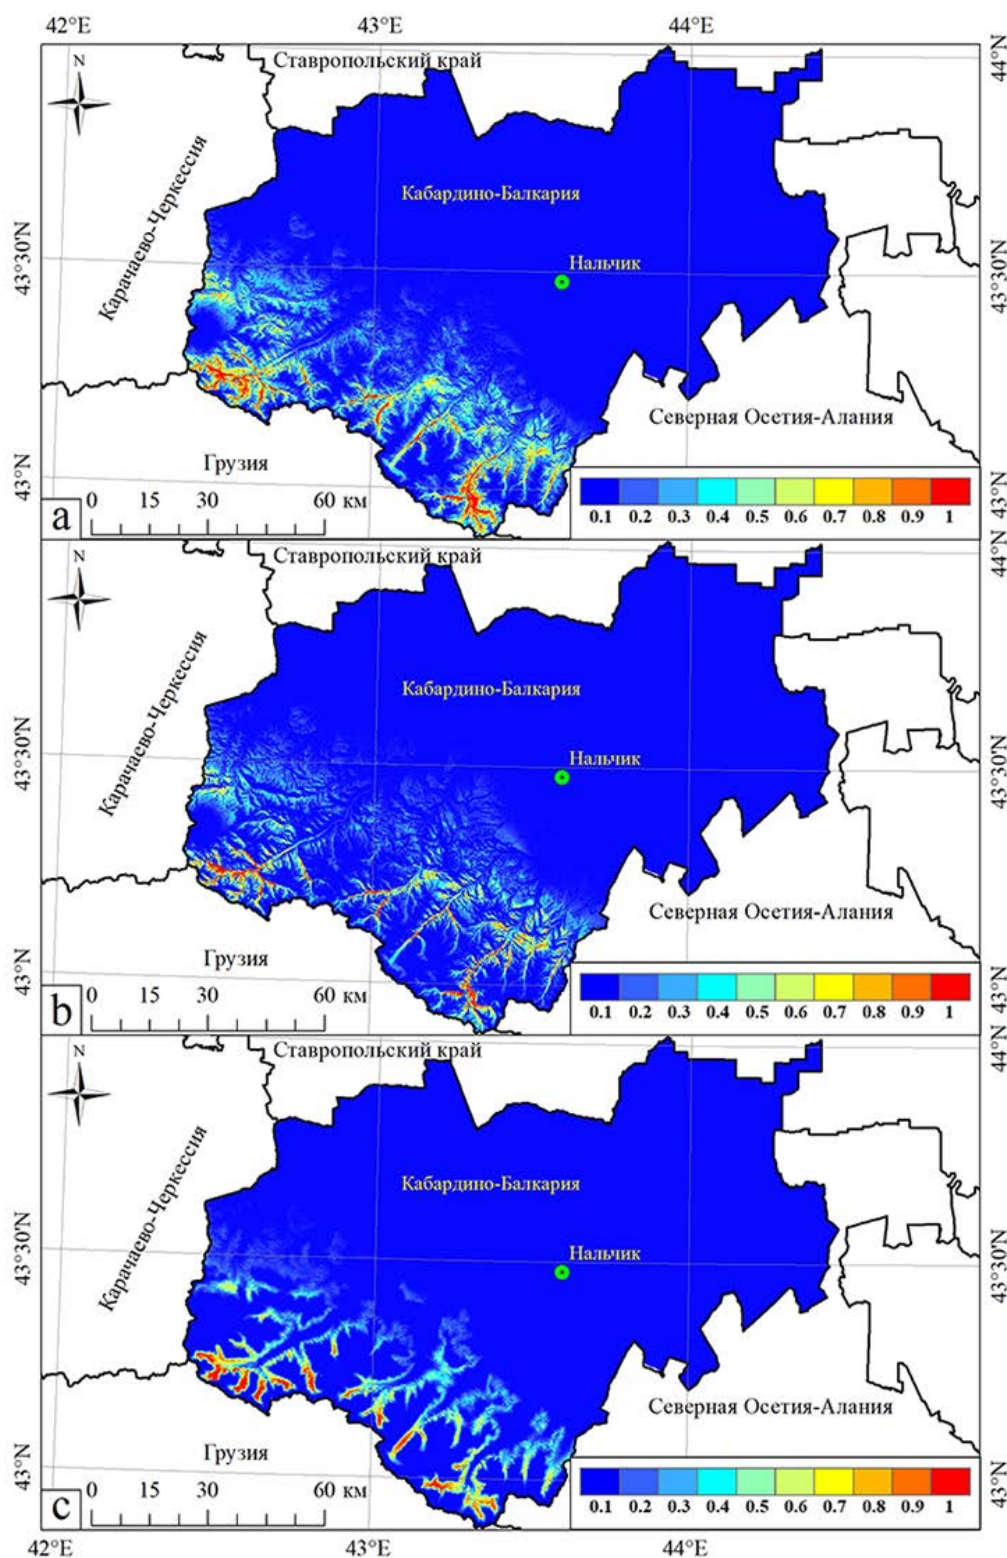 42°E 43°E 44°E
N
Ставропольский край
44°N
Карачаево-Черкессия
Кабардино-Балкария
43°30'N
Нальчик
43°30'N
Северная Осетия-Алания
Грузия
43°N
0 15 30 60 км
0.1 0.2 0.3 0.4 0.5 0.6 0.7 0.8 0.9 1
43°N
a
N
Ставропольский край
44°N
Карачаево-Черкессия
Кабардино-Балкария
43°30'N
Нальчик
43°30'N
Северная Осетия-Алания
Грузия
43°N
0 15 30 60 км
0.1 0.2 0.3 0.4 0.5 0.6 0.7 0.8 0.9 1
43°N
b
N
Ставропольский край
44°N
Карачаево-Черкессия
Кабардино-Балкария
43°30'N
Нальчик
43°30'N
Северная Осетия-Алания
Грузия
43°N
0 15 30 60 км
0.1 0.2 0.3 0.4 0.5 0.6 0.7 0.8 0.9 1
43°N
c
42°E 43°E 44°E